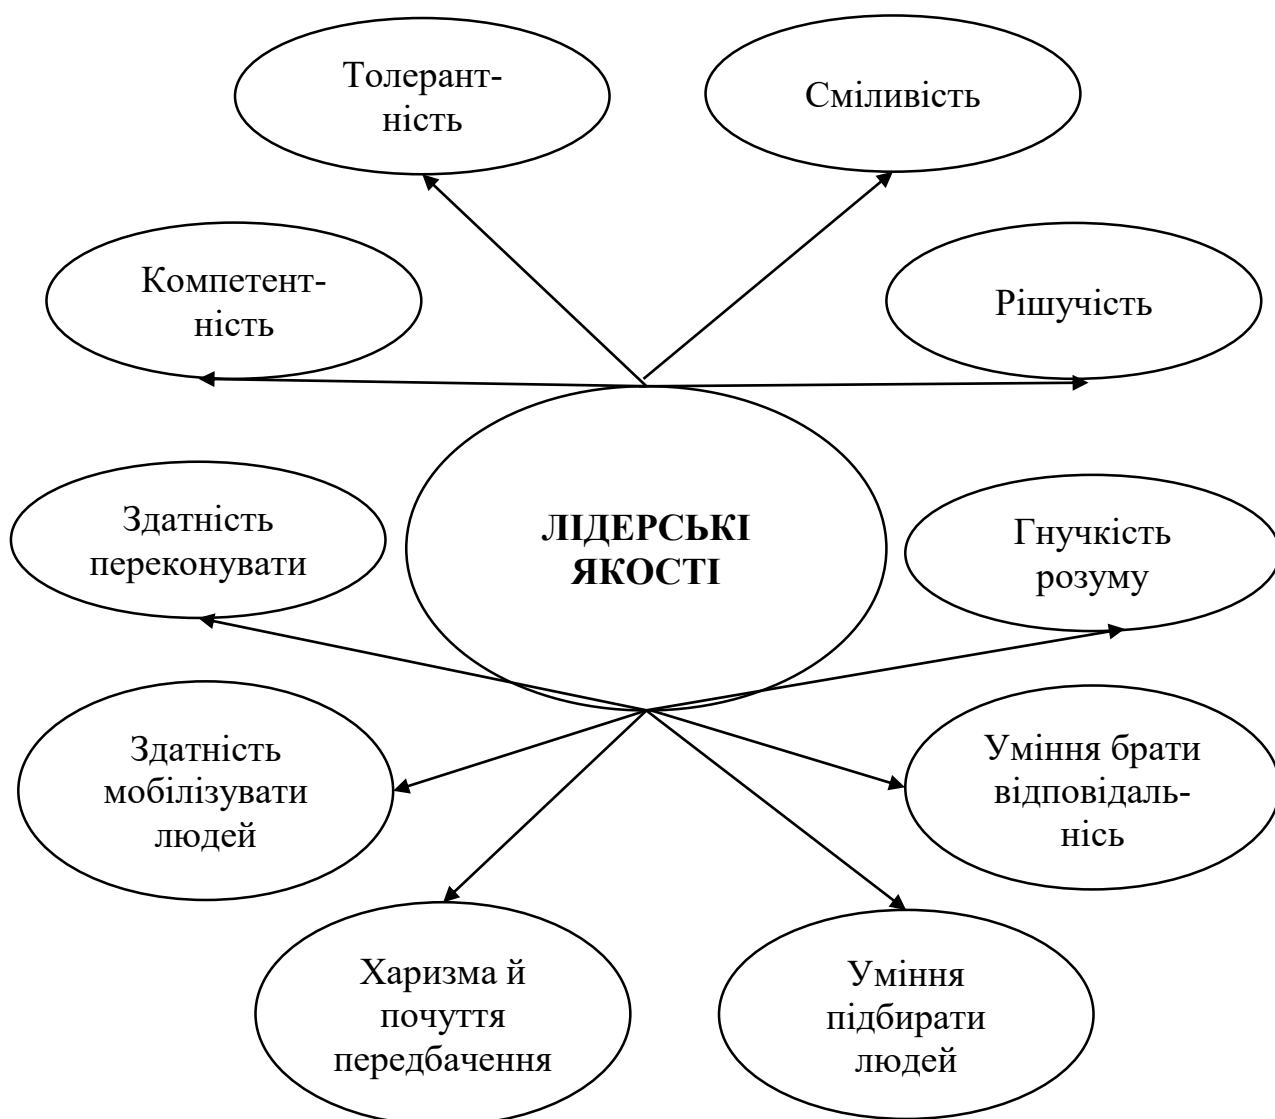 Толерант-
ність
Сміливість
Компетент-
ність
Рішучість
ЛІДЕРСЬКІ
ЯКОСТІ
Здатність
переконувати
Гнучкість
розуму
Здатність
мобілізувати
людей
Уміння брати
відповідаль-
нісь
Харизма й
почуття
передбачення
Уміння
підбирати
людей